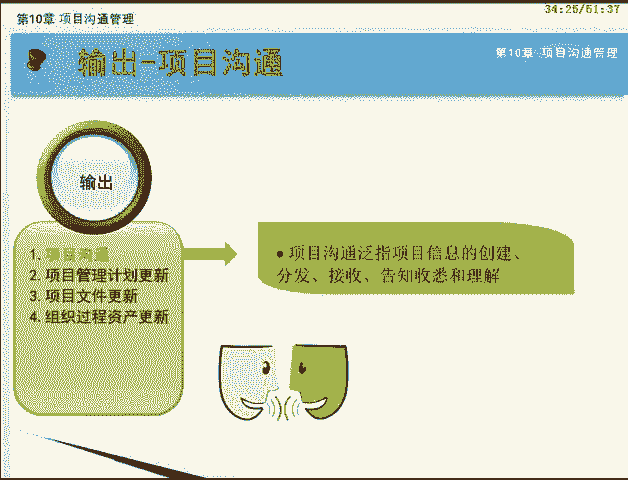 第10章 项目沟通管理
34:25/51:37
输出-项目沟通
第10章 项目沟通管理
输出
1. 项目沟通
2. 项目管理计划更新
3. 项目文件更新
4. 组织过程资产更新
● 项目沟通泛指项目信息的创建、
分发、接收、告知收悉和理解